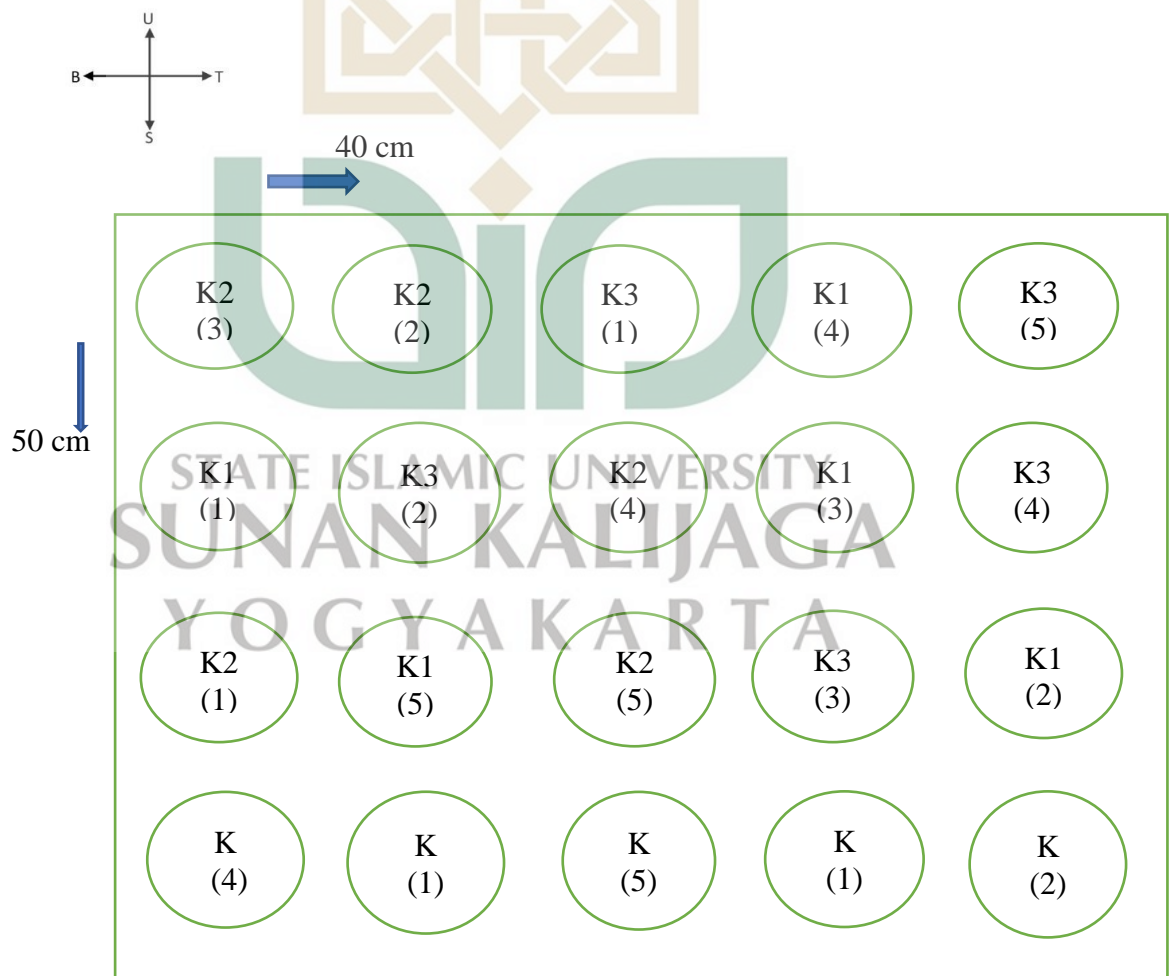 U
B T
S
40 cm
50 cm
K2 K2 K3 K1 K3
(3) (2) (1) (4) (5)
K1 K3 K2 K1 K3
(1) (2) (4) (3) (4)
K2 K1 K2 K3 K1
(1) (5) (5) (3) (2)
K K K K K
(4) (1) (5) (1) (2)
STATE ISLAMIC UNIVERSITY
SUNAN KALIJAGA
YOGYAKARTA